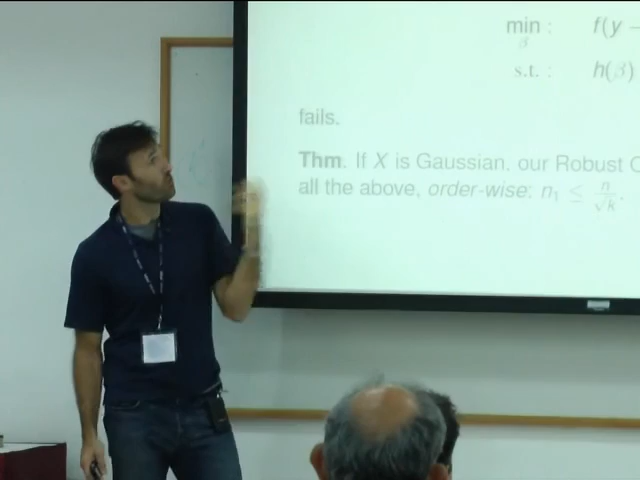 min :
β
f(y −
s.t. :
h(β)
fails.
Thm. If X is Gaussian, our Robust
all the above, order-wise: n₁ ≤ n/√k.